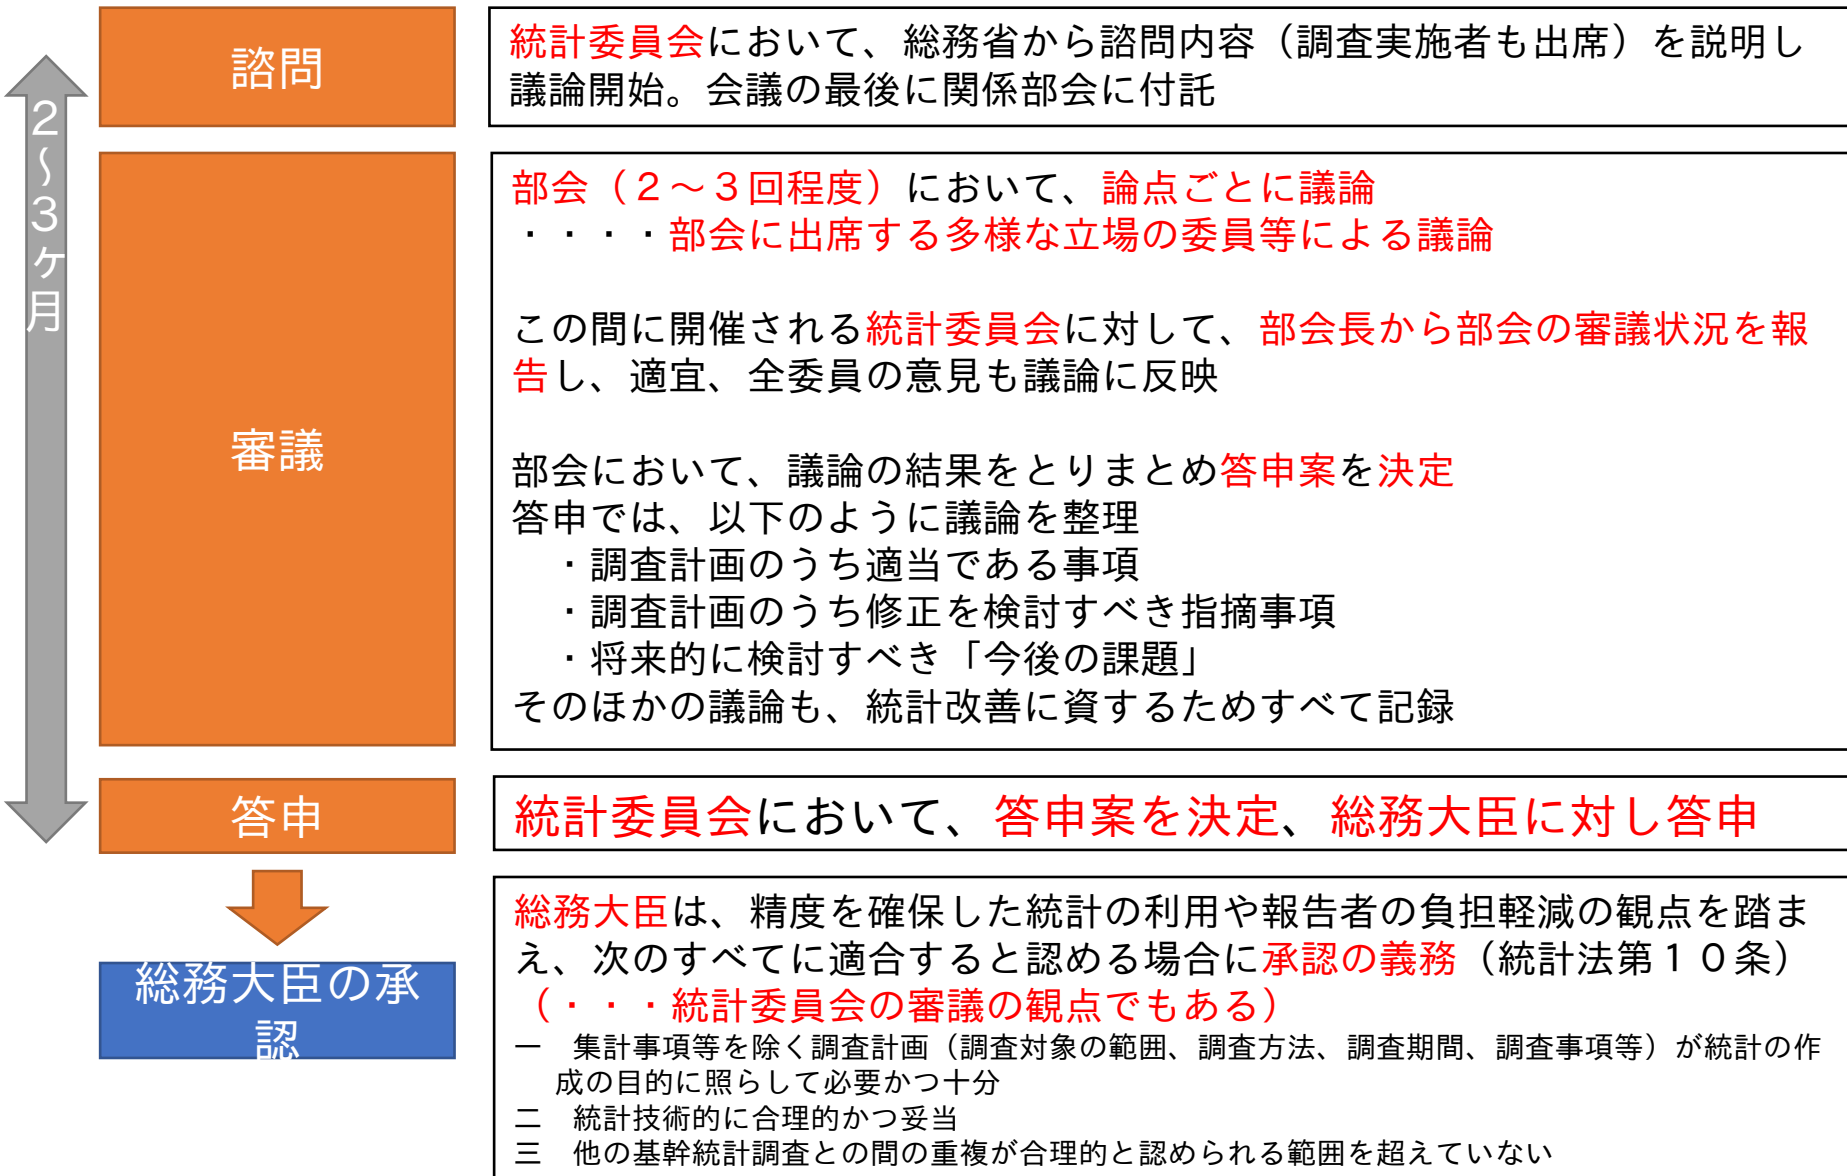 ２～３ヶ月
諮問
統計委員会において、総務省から諮問内容（調査実施者も出席）を説明し
議論開始。会議の最後に関係部会に付託
審議
部会（２～３回程度）において、論点ごとに議論
・・・・部会に出席する多様な立場の委員等による議論
この間に開催される統計委員会に対して、部会長から部会の審議状況を報
告し、適宜、全委員の意見も議論に反映
部会において、議論の結果をとりまとめ答申案を決定
答申では、以下のように議論を整理
・調査計画のうち適当である事項
・調査計画のうち修正を検討すべき指摘事項
・将来的に検討すべき「今後の課題」
そのほかの議論も、統計改善に資するためすべて記録
答申
統計委員会において、答申案を決定、総務大臣に対し答申
総務大臣の承
認
総務大臣は、精度を確保した統計の利用や報告者の負担軽減の観点を踏ま
え、次のすべてに適合すると認める場合に承認の義務（統計法第１０条）
（・・・統計委員会の審議の観点でもある）
一　集計事項等を除く調査計画（調査対象の範囲、調査方法、調査期間、調査事項等）が統計の作
成の目的に照らして必要かつ十分
二　統計技術的に合理的かつ妥当
三　他の基幹統計調査との間の重複が合理的と認められる範囲を超えていない